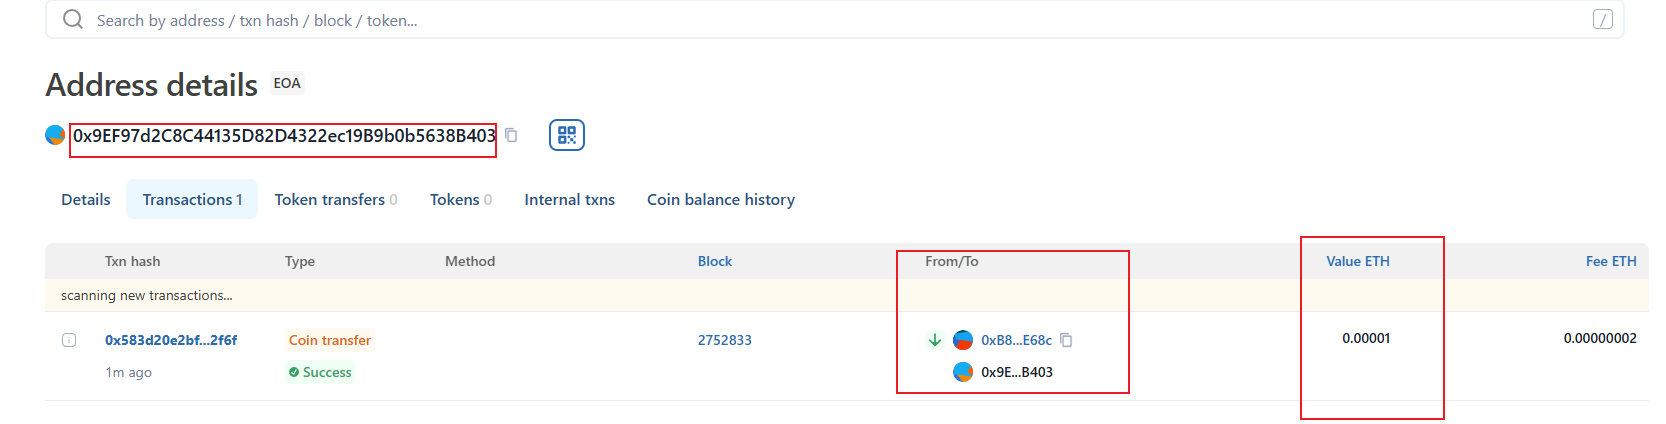 Search by address / txn hash / block / token... /
Address details EOA
0x9EF97d2C8C44135D82D4322ec19B9b0b5638B403
Details Transactions 1 Token transfers 0 Tokens 0 Internal txns Coin balance history
Txn hash Type Method Block From/To Value ETH Fee ETH
scanning new transactions...
0x583d20e2bf...2f6f Coin transfer 2752833 0xB8...E68c 0.00001 0.00000002
1m ago Success 0x9E...B403